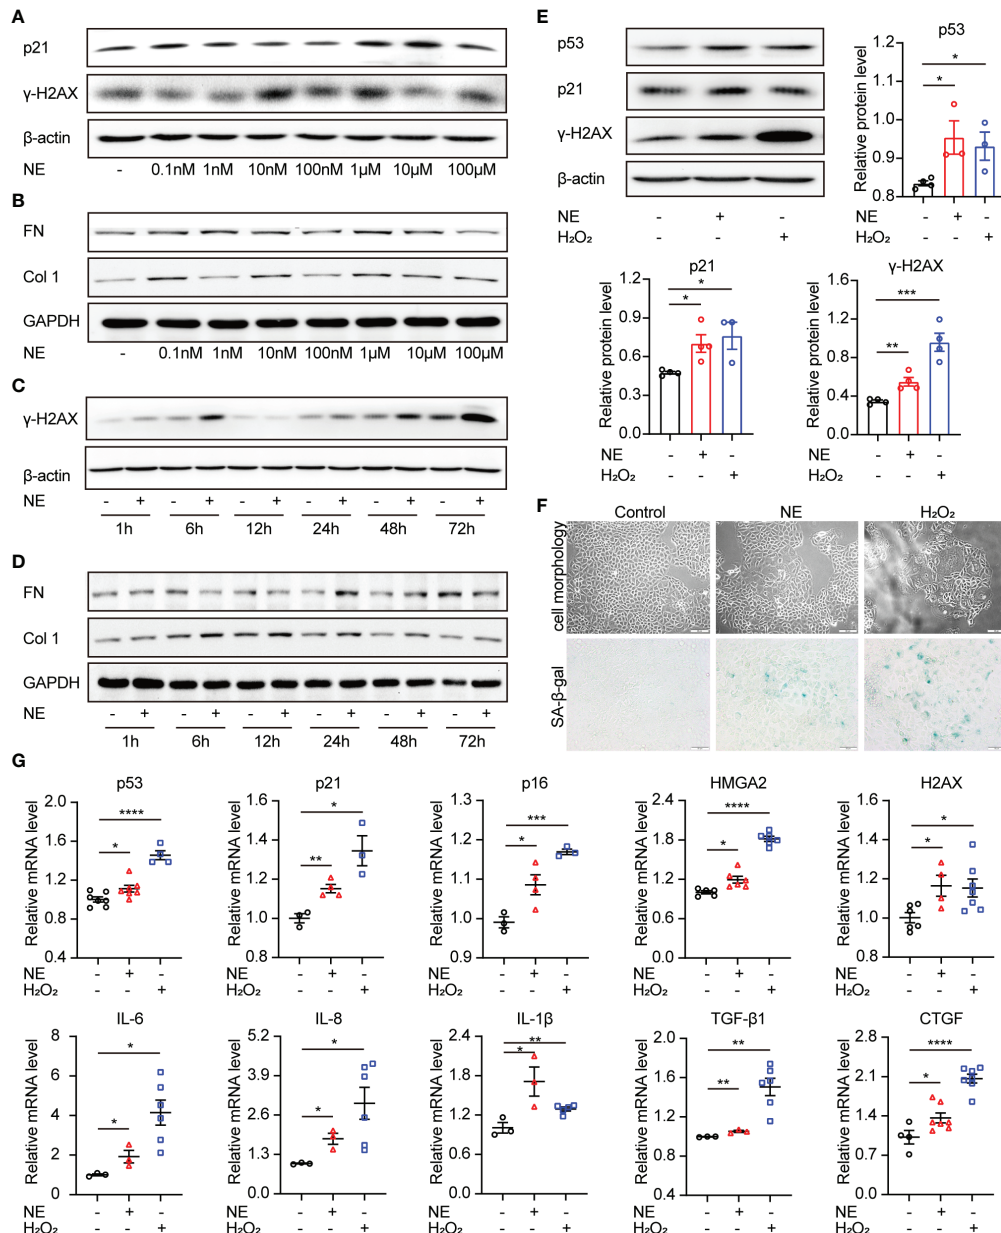 A
p21
γ-H2AX
β-actin
NE - 0.1nM 1nM 10nM 100nM 1μM 10μM 100μM
B
FN
Col 1
GAPDH
NE - 0.1nM 1nM 10nM 100nM 1μM 10μM 100μM
C
γ-H2AX
β-actin
NE - + - + - + - + - + - +
1h 6h 12h 24h 48h 72h
D
FN
Col 1
GAPDH
NE - + - + - + - + - + - +
1h 6h 12h 24h 48h 72h
E
p53
p21
γ-H2AX
β-actin
NE - + -
H₂O₂ - - +
p53
Relative protein level
1.2
1.0
0.9
0.8
* *
NE - + -
H₂O₂ - - +
p21
Relative protein level
1.2
0.9
0.6
0.3
0.0
* *
NE - + -
H₂O₂ - - +
γ-H2AX
Relative protein level
1.6
1.2
0.8
0.4
0.0
** ***
NE - + -
H₂O₂ - - +
F
Control NE H₂O₂
cell morphology
SA-β-gal
G
p53
Relative mRNA level
2.0
1.6
1.2
0.8
0.4
* ****
NE - + -
H₂O₂ - - +
p21
Relative mRNA level
1.6
1.4
1.2
1.0
0.8
** *
NE - + -
H₂O₂ - - +
p16
Relative mRNA level
1.3
1.2
1.1
1.0
0.9
* ***
NE - + -
H₂O₂ - - +
HMGA2
Relative mRNA level
2.4
1.8
1.2
0.6
0.0
* ****
NE - + -
H₂O₂ - - +
H2AX
Relative mRNA level
1.6
1.4
1.2
1.0
0.8
* *
NE - + -
H₂O₂ - - +
IL-6
Relative mRNA level
8
6
4
2
0
* *
NE - + -
H₂O₂ - - +
IL-8
Relative mRNA level
5.2
3.9
2.6
1.3
0.0
* *
NE - + -
H₂O₂ - - +
IL-1β
Relative mRNA level
2.4
1.8
1.2
0.6
0.0
* **
NE - + -
H₂O₂ - - +
TGF-β1
Relative mRNA level
2.0
1.6
1.2
0.8
0.4
** **
NE - + -
H₂O₂ - - +
CTGF
Relative mRNA level
2.8
2.1
1.4
0.7
0.0
* ****
NE - + -
H₂O₂ - - +